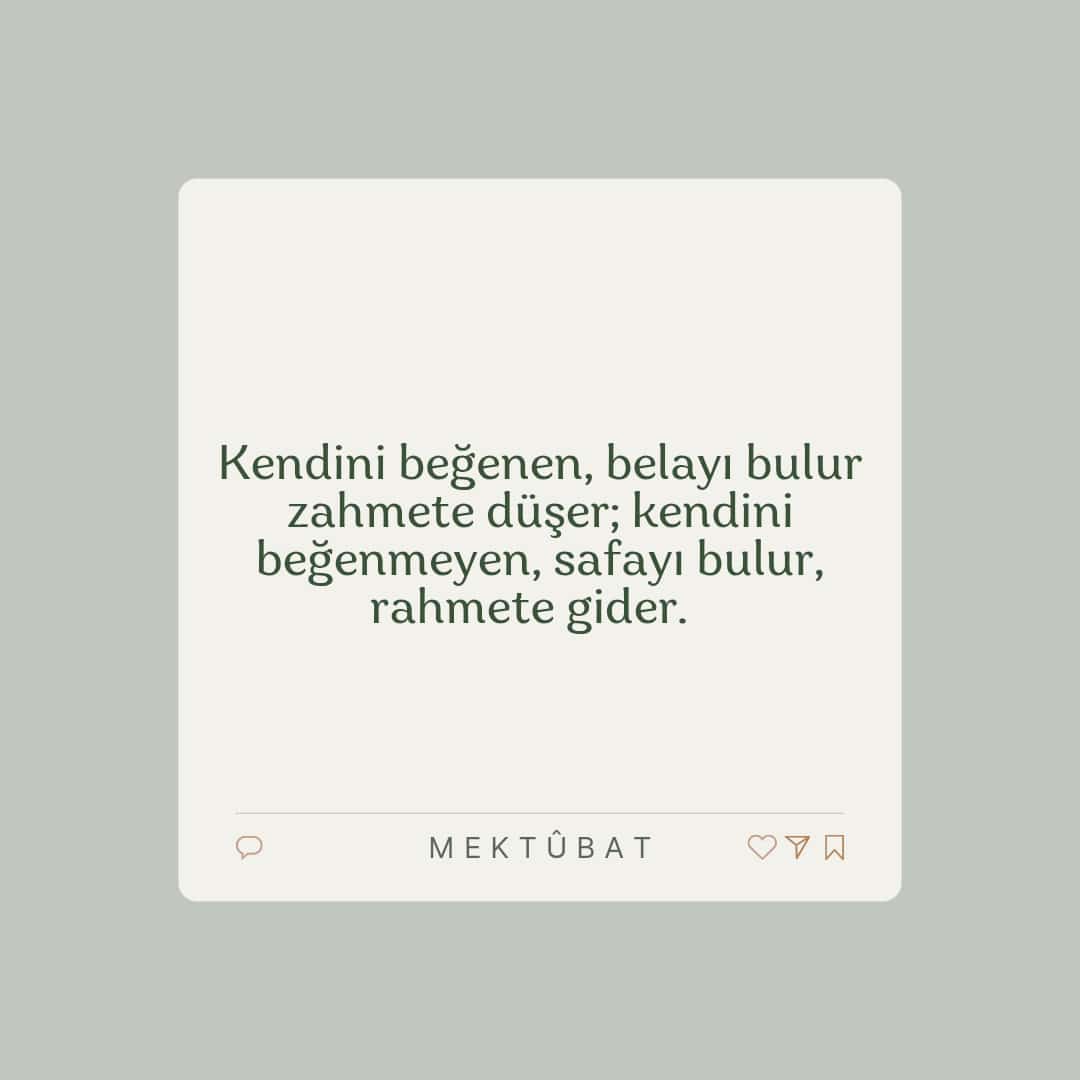 Kendini beğenen, belayı bulur
zahmete düşer; kendini
beğenmeyen, safayı bulur,
rahmete gider.
MEKTÛBAT